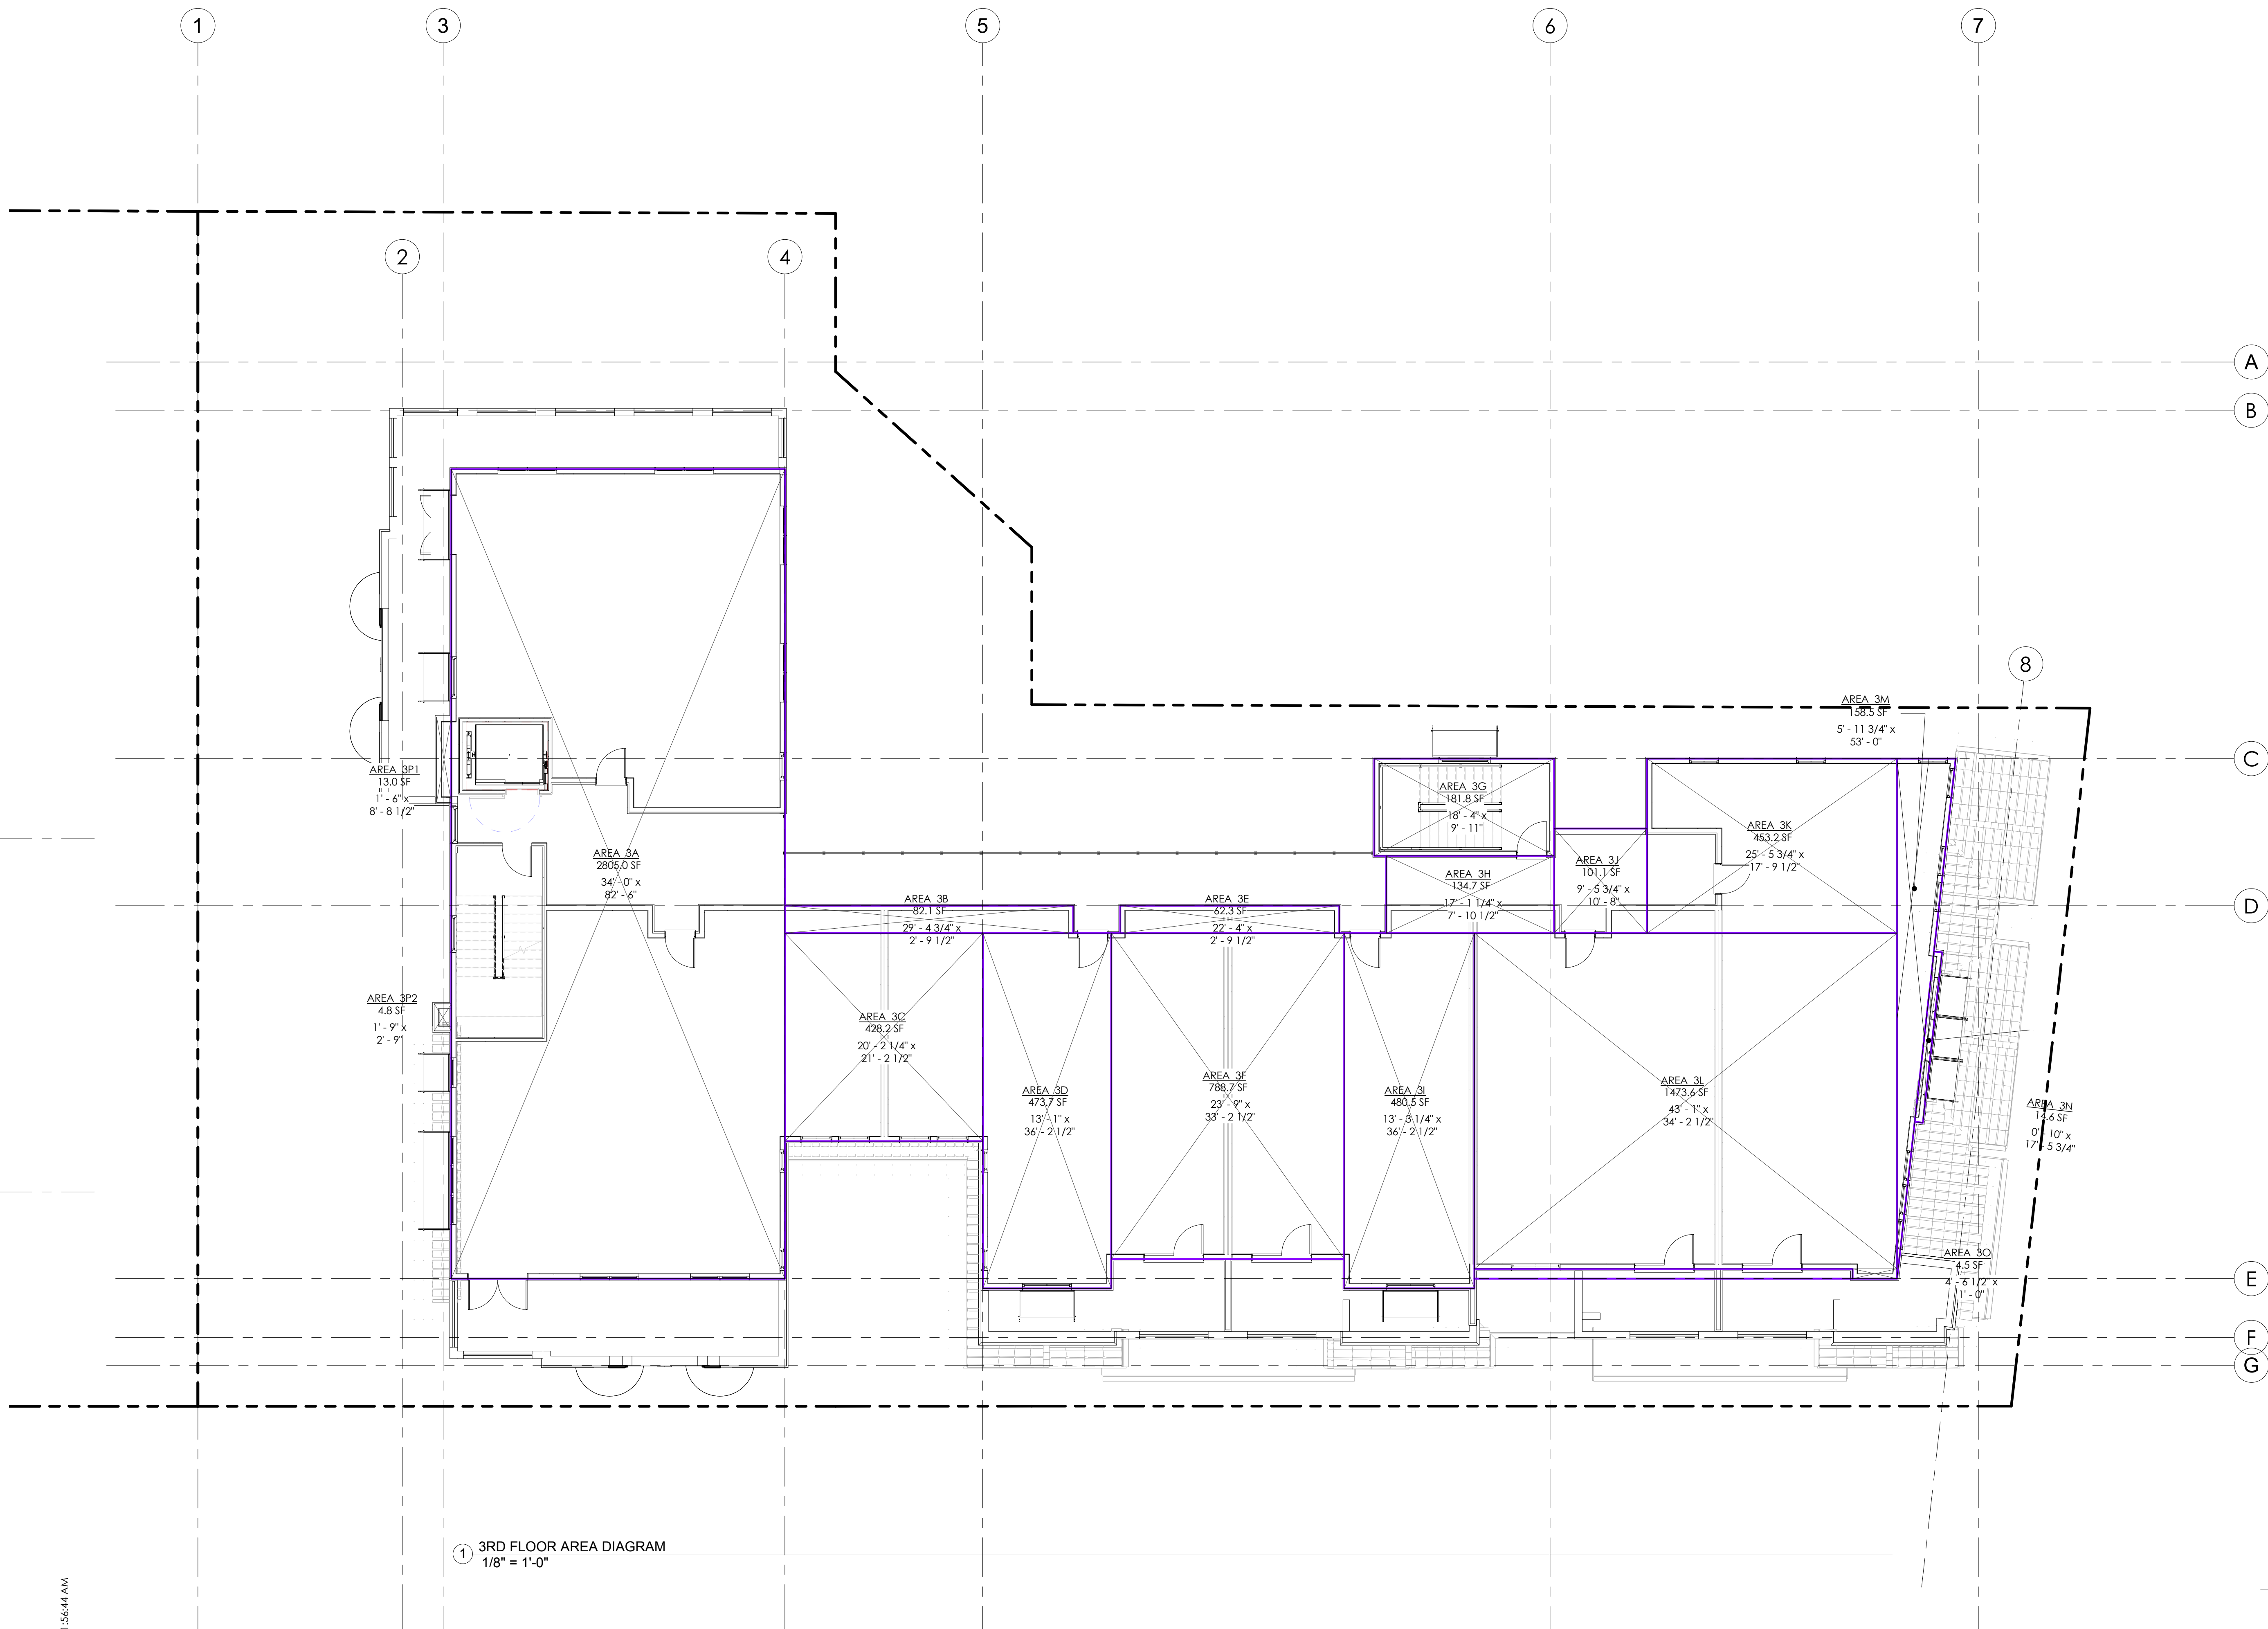 1
3
5
6
7
2
4
A
B
8
AREA 3M
158.5 SF
5' - 11 3/4" x
53' - 0"
C
AREA 3P1
13.0 SF
1' - 6" x
8' - 8 1/2"
AREA 3G
181.8 SF
18' - 4" x
9' - 11"
AREA 3K
453.2 SF
25' - 5 3/4" x
17' - 9 1/2"
AREA 3A
2805.0 SF
34' - 0" x
82' - 6"
AREA 3J
101.1 SF
9' - 5 3/4" x
10' - 8"
AREA 3H
134.7 SF
17' - 1 1/4" x
7' - 10 1/2"
AREA 3B
82.1 SF
29' - 4 3/4" x
2' - 9 1/2"
AREA 3E
62.3 SF
22' - 4" x
2' - 9 1/2"
D
AREA 3P2
4.8 SF
1' - 9" x
2' - 9"
AREA 3C
428.2 SF
20' - 2 1/4" x
21' - 2 1/2"
AREA 3D
473.7 SF
13' - 1" x
36' - 2 1/2"
AREA 3F
788.7 SF
23' - 9" x
33' - 2 1/2"
AREA 3I
480.5 SF
13' - 3 1/4" x
36' - 2 1/2"
AREA 3L
1473.6 SF
43' - 1" x
34' - 2 1/2"
AREA 3N
14.6 SF
0' - 10" x
17' - 5 3/4"
AREA 3O
4.5 SF
4' - 6 1/2" x
1' - 0"
E
F
G
1
3RD FLOOR AREA DIAGRAM
1/8" = 1'-0"
1:56:44 AM